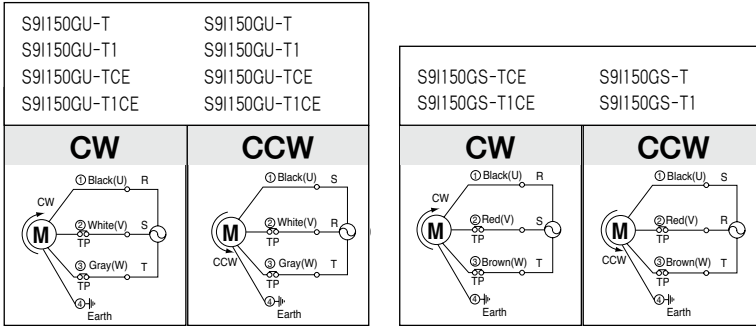 S9I150GU-T S9I150GU-T
S9I150GU-T1 S9I150GU-T1
S9I150GU-TCE S9I150GU-TCE
S9I150GU-T1CE S9I150GU-T1CE
CW CCW
① Black(U) R
CW
② White(V) S
M
TP
③ Gray(W) T
TP
④
Earth
① Black(U) S
② White(V) R
M
TP
CCW
③ Gray(W) T
TP
④
Earth
S9I150GS-TCE S9I150GS-T
S9I150GS-T1CE S9I150GS-T1
CW CCW
① Black(U) R
CW
② Red(V) S
M
TP
③ Brown(W) T
TP
④
Earth
① Black(U) S
② Red(V) R
M
TP
CCW
③ Brown(W) T
TP
④
Earth